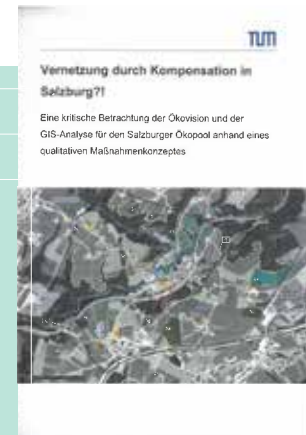 TUM
Vernetzung durch Kompensation in
Salzburg?!
Eine kritische Betrachtung der Ökovision und der
GIS-Analyse für den Salzburger Ökopool anhand eines
qualitativen Maßnahmenkonzeptes